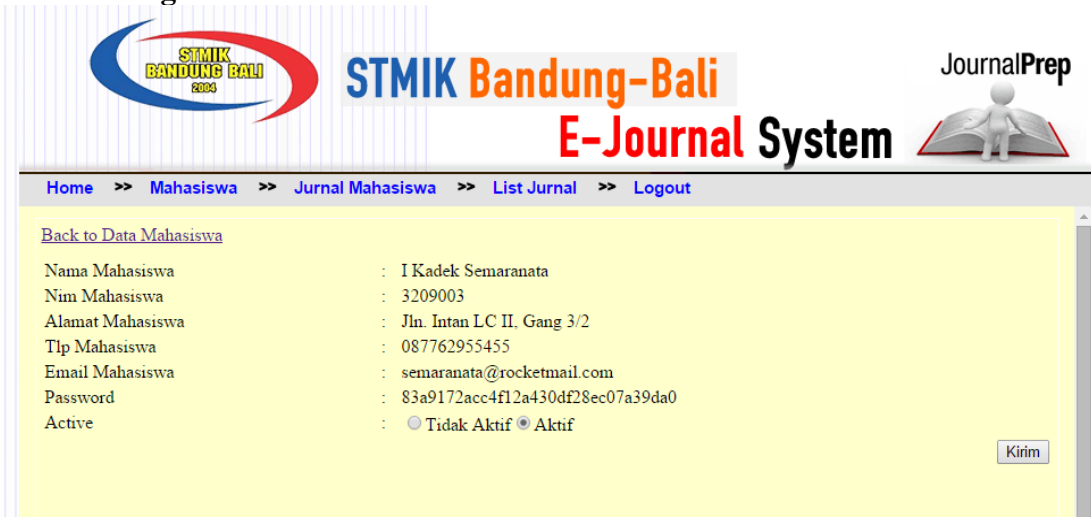 STMIK
BANDUNG BALI
2004
STMIK Bandung-Bali
E-Journal System
JournalPrep
Home >> Mahasiswa >> Jurnal Mahasiswa >> List Jurnal >> Logout
Back to Data Mahasiswa
Nama Mahasiswa : I Kadek Semaranata
Nim Mahasiswa : 3209003
Alamat Mahasiswa : Jln. Intan LC II, Gang 3/2
Tlp Mahasiswa : 087762955455
Email Mahasiswa : semaranata@rocketmail.com
Password : 83a9172acc4f12a430df28ec07a39da0
Active : Tidak Aktif Aktif
Kirim